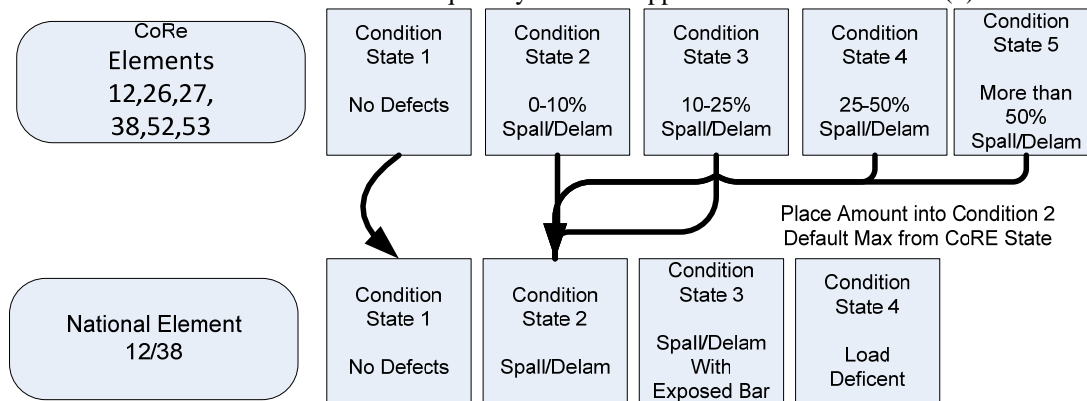 CoRe
Elements
12,26,27,
38,52,53
Condition
State 1
No Defects
Condition
State 2
0-10%
Spall/Delam
Condition
State 3
10-25%
Spall/Delam
Condition
State 4
25-50%
Spall/Delam
Condition
State 5
More than
50%
Spall/Delam
Place Amount into Condition 2
Default Max from CoRE State
National Element
12/38
Condition
State 1
No Defects
Condition
State 2
Spall/Delam
Condition
State 3
Spall/Delam
With
Exposed Bar
Condition
State 4
Load
Deficent